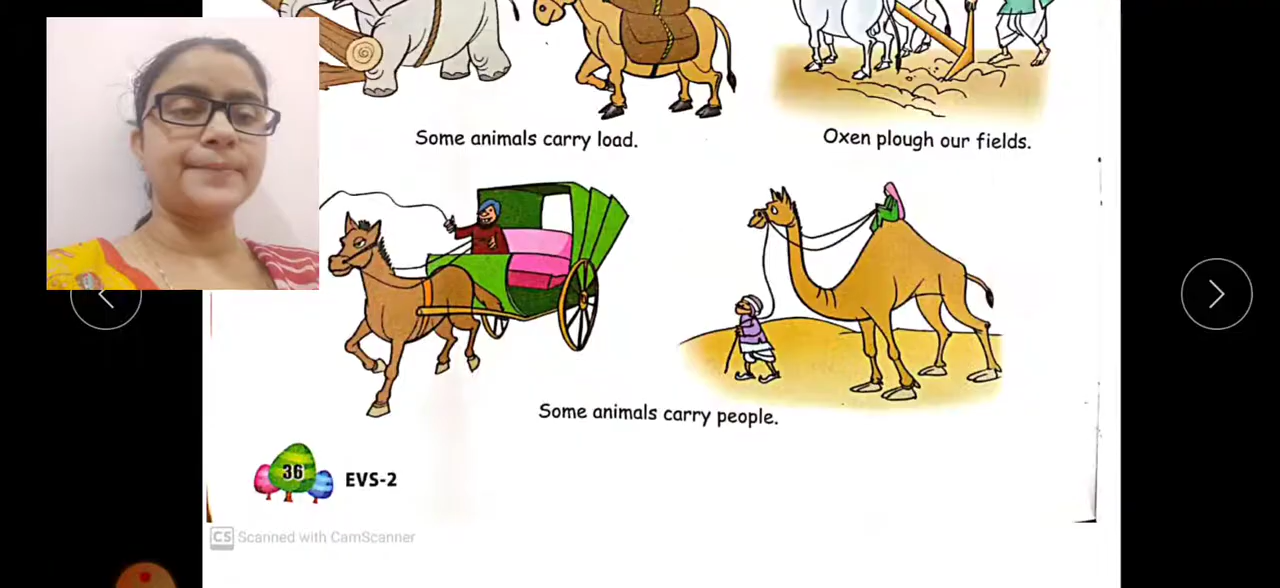 Some animals carry load.
Oxen plough our fields.
Some animals carry people.
36
EVS-2
CS Scanned with CamScanner